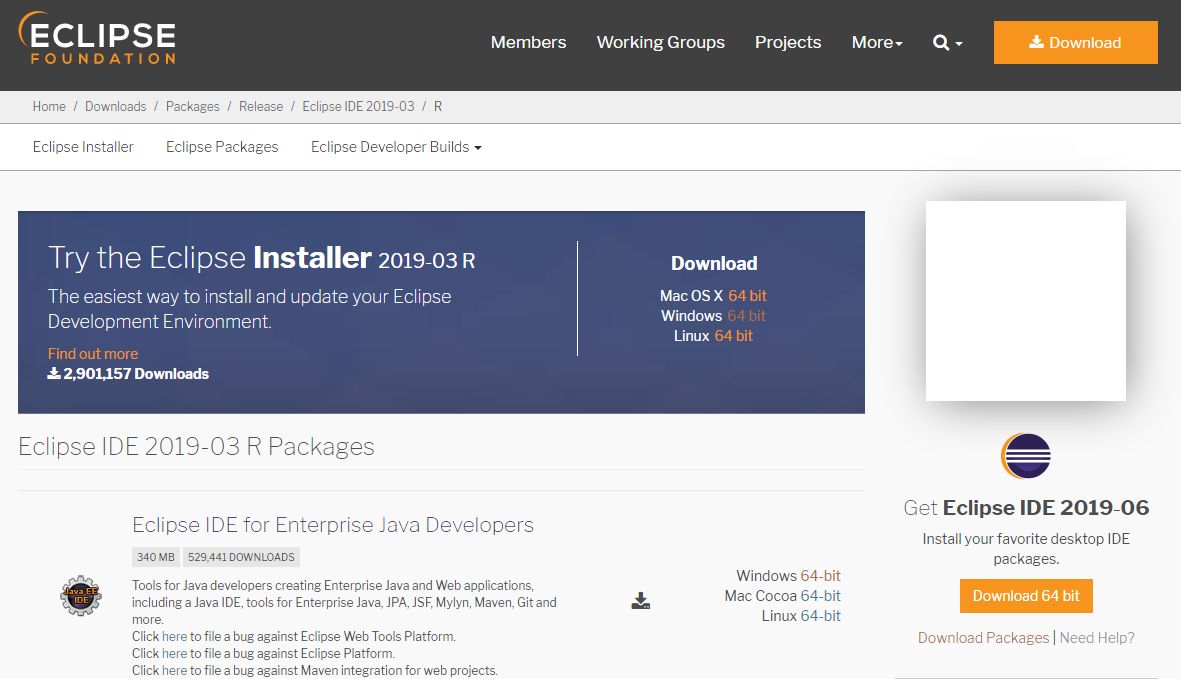 ECLIPSE
FOUNDATION
Members Working Groups Projects More Download
Home / Downloads / Packages / Release / Eclipse IDE 2019-03 / R
Eclipse Installer Eclipse Packages Eclipse Developer Builds
Try the Eclipse Installer 2019-03 R
The easiest way to install and update your Eclipse
Development Environment.
Find out more
2,901,157 Downloads
Download
Mac OS X 64 bit
Windows 64 bit
Linux 64 bit
Eclipse IDE 2019-03 R Packages
Eclipse IDE for Enterprise Java Developers
340 MB 529,441 DOWNLOADS
Java EE
IDE
Tools for Java developers creating Enterprise Java and Web applications,
including a Java IDE, tools for Enterprise Java, JPA, JSF, Mylyn, Maven, Git and
more.
Click here to file a bug against Eclipse Web Tools Platform.
Click here to file a bug against Eclipse Platform.
Click here to file a bug against Maven integration for web projects.
Windows 64-bit
Mac Cocoa 64-bit
Linux 64-bit
Get Eclipse IDE 2019-06
Install your favorite desktop IDE
packages.
Download 64 bit
Download Packages | Need Help?